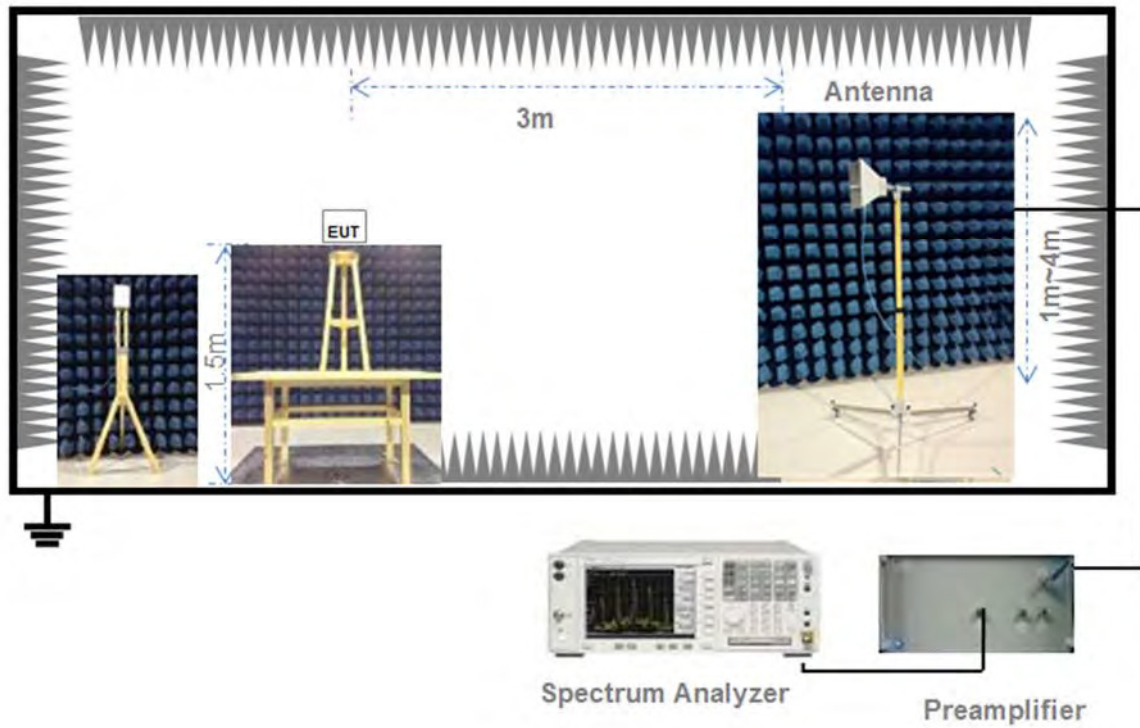 Antenna
3m
EUT
1.5m
1m~4m
Spectrum Analyzer
Preamplifier